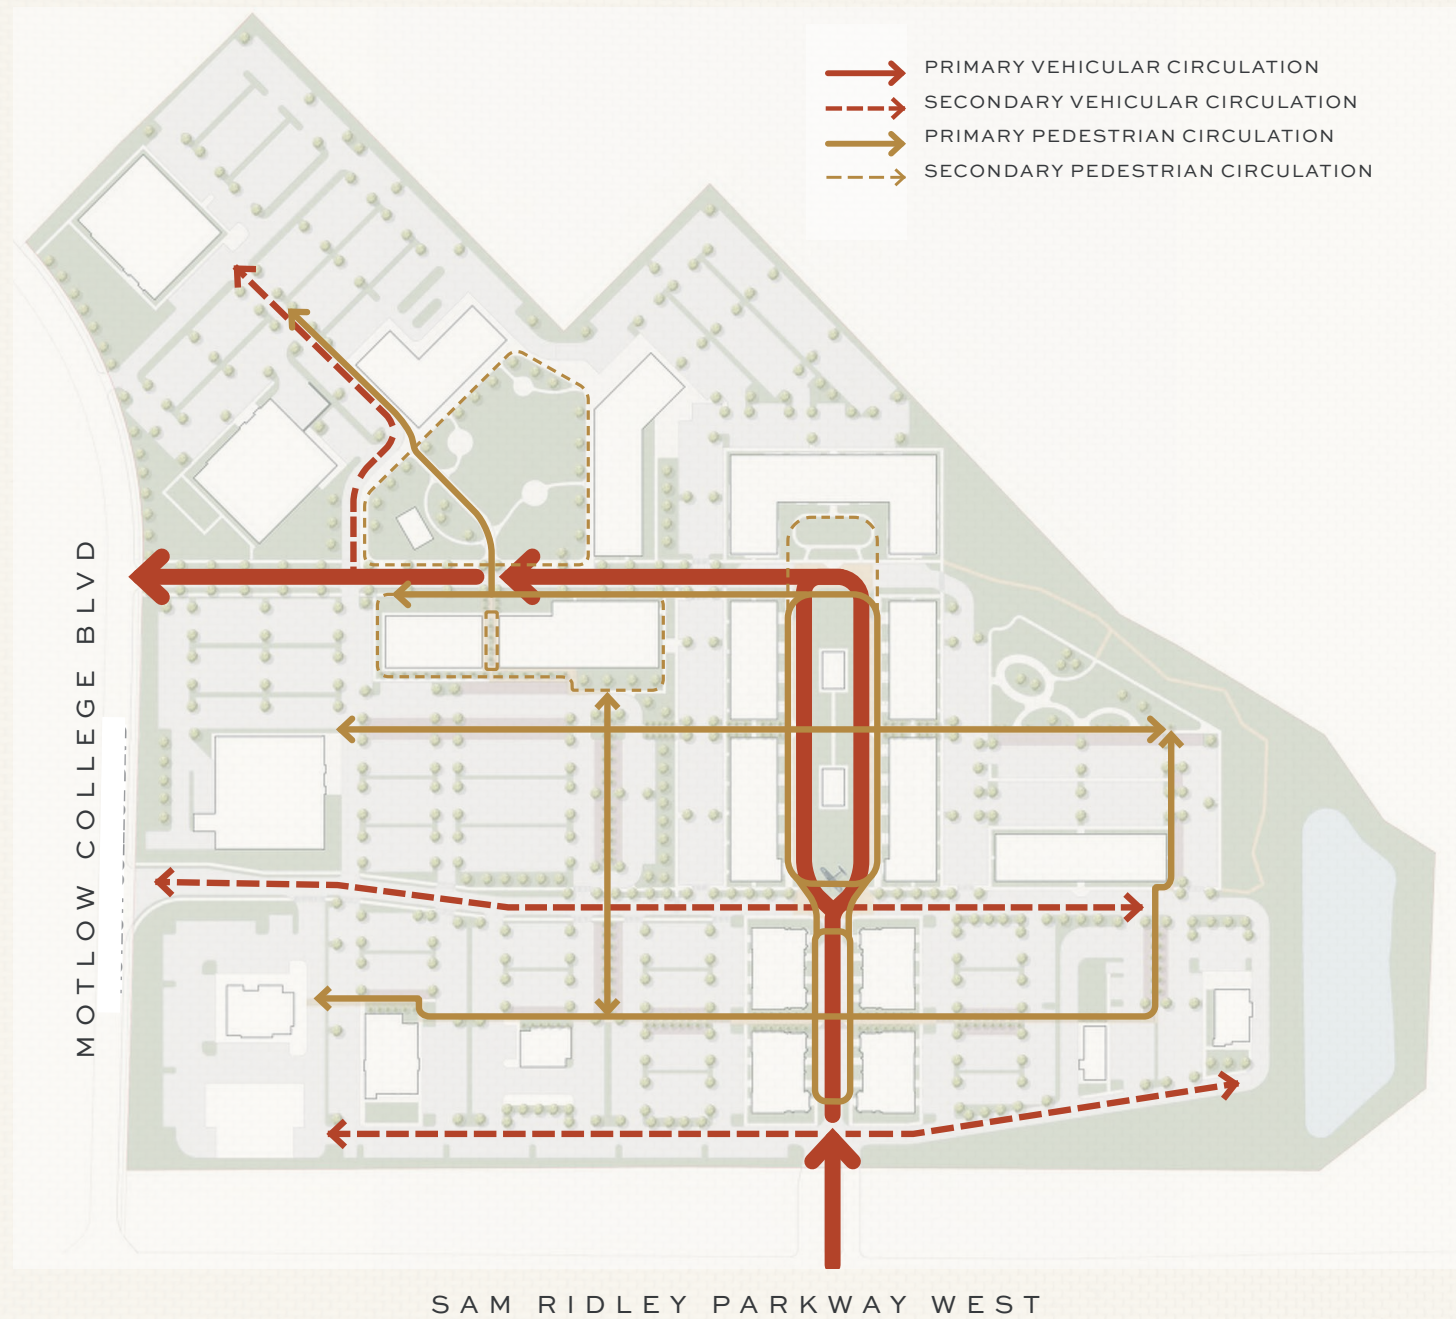 PRIMARY VEHICULAR CIRCULATION
SECONDARY VEHICULAR CIRCULATION
PRIMARY PEDESTRIAN CIRCULATION
SECONDARY PEDESTRIAN CIRCULATION
MOTLOW COLLEGE BLVD
SAM RIDLEY PARKWAY WEST